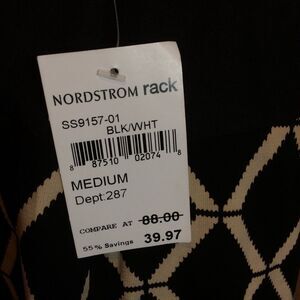 NORDSTROM rack
SS9157-01
BLK/WHT
8 87510 02074 8
MEDIUM
Dept:287
COMPARE AT 88.00
55% Savings 39.97